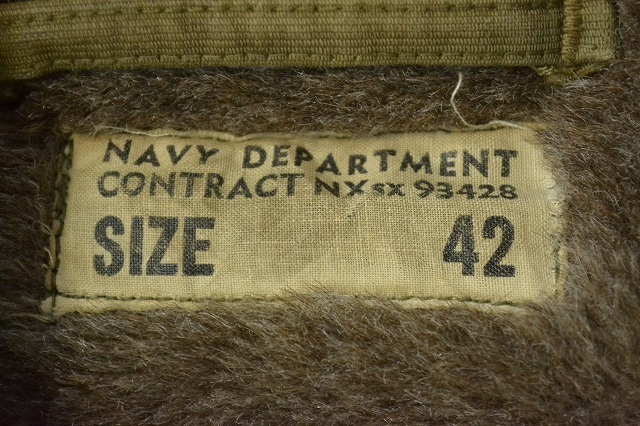 NAVY DEPARTMENT
CONTRACT NXsx 93428
SIZE 42